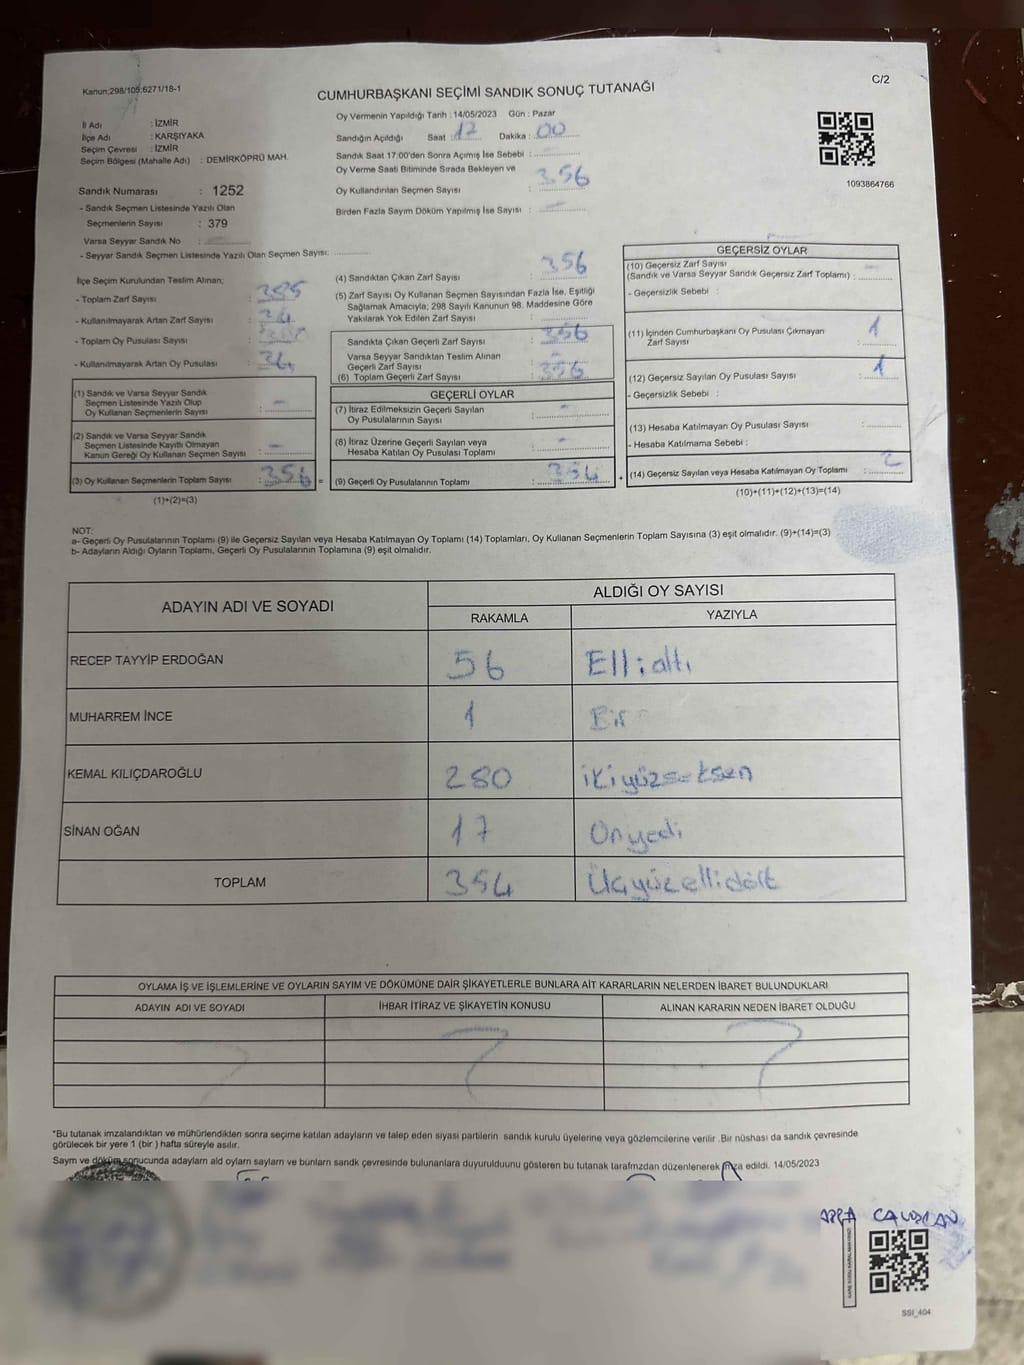 Kanun;298/105;6271/18-1
C/2
CUMHURBAŞKANI SEÇİMİ SANDIK SONUÇ TUTANAĞI
İl Adı : İZMİR
İlçe Adı : KARŞIYAKA
Seçim Çevresi : İZMİR
Seçim Bölgesi (Mahalle Adı) : DEMİRKÖPRÜ MAH.
Sandık Numarası : 1252
- Sandık Seçmen Listesinde Yazılı Olan
Seçmenlerin Sayısı : 379
Varsa Seyyar Sandık No :
- Seyyar Sandık Seçmen Listesinde Yazılı Olan Seçmen Sayısı:
Oy Vermenin Yapıldığı Tarih : 14/05/2023 Gün : Pazar
Sandığın Açıldığı Saat : 17 Dakika : 00
Sandık Saat 17:00'den Sonra Açımış İse Sebebi :
Oy Verme Saati Bitiminde Sırada Bekleyen ve
Oy Kullandırılan Seçmen Sayısı : 356
Birden Fazla Sayım Döküm Yapılmış İse Sayısı :
1093864766
İlçe Seçim Kurulundan Teslim Alınan;
- Toplam Zarf Sayısı :
- Kullanılmayarak Artan Zarf Sayısı :
- Toplam Oy Pusulası Sayısı :
- Kullanılmayarak Artan Oy Pusulası :
(1) Sandık ve Varsa Seyyar Sandık
Seçmen Listesinde Yazılı Olup
Oy Kullanan Seçmenlerin Sayısı : -
(2) Sandık ve Varsa Seyyar Sandık
Seçmen Listesinde Kayıtlı Olmayan
Kanun Gereği Oy Kullanan Seçmen Sayısı : -
(3) Oy Kullanan Seçmenlerin Toplam Sayısı : 356 =
(1)+(2)=(3)
(4) Sandıktan Çıkan Zarf Sayısı : 356
(5) Zarf Sayısı Oy Kullanan Seçmen Sayısından Fazla İse, Eşitliği
Sağlamak Amacıyla; 298 Sayılı Kanunun 98. Maddesine Göre
Yakılarak Yok Edilen Zarf Sayısı :
Sandıkta Çıkan Geçerli Zarf Sayısı : 356
Varsa Seyyar Sandıktan Teslim Alınan
Geçerli Zarf Sayısı : -
(6) Toplam Geçerli Zarf Sayısı : 356
GEÇERLİ OYLAR
(7) İtiraz Edilmeksizin Geçerli Sayılan
Oy Pusulalarının Sayısı : -
(8) İtiraz Üzerine Geçerli Sayılan veya
Hesaba Katılan Oy Pusulası Toplamı : -
(9) Geçerli Oy Pusulalarının Toplamı : 354 +
GEÇERSİZ OYLAR
(10) Geçersiz Zarf Sayısı
(Sandık ve Varsa Seyyar Sandık Geçersiz Zarf Toplamı) : -
- Geçersizlik Sebebi :
(11) İçinden Cumhurbaşkanı Oy Pusulası Çıkmayan
Zarf Sayısı : 1
(12) Geçersiz Sayılan Oy Pusulası Sayısı : 1
- Geçersizlik Sebebi :
(13) Hesaba Katılmayan Oy Pusulası Sayısı :
- Hesaba Katılmama Sebebi :
(14) Geçersiz Sayılan veya Hesaba Katılmayan Oy Toplamı : 2
(10)+(11)+(12)+(13)=(14)
NOT:
a- Geçerli Oy Pusulalarının Toplamı (9) ile Geçersiz Sayılan veya Hesaba Katılmayan Oy Toplamı (14) Toplamları, Oy Kullanan Seçmenlerin Toplam Sayısına (3) eşit olmalıdır. (9)+(14)=(3)
b- Adayların Aldığı Oyların Toplamı, Geçerli Oy Pusulalarının Toplamına (9) eşit olmalıdır.
ADAYIN ADI VE SOYADI ALDIĞI OY SAYISI
RAKAMLA YAZIYLA
RECEP TAYYİP ERDOĞAN 56 Ellialtı
MUHARREM İNCE 1 Bir
KEMAL KILIÇDAROĞLU 280 ikiyüzseksen
SİNAN OĞAN 17 Onyedi
TOPLAM 354 Üçyüzellidört
OYLAMA İŞ VE İŞLEMLERİNE VE OYLARIN SAYIM VE DÖKÜMÜNE DAİR ŞİKAYETLERLE BUNLARA AİT KARARLARIN NELERDEN İBARET BULUNDUKLARI
ADAYIN ADI VE SOYADI İHBAR İTİRAZ VE ŞİKAYETİN KONUSU ALINAN KARARIN NEDEN İBARET OLDUĞU
*Bu tutanak imzalandıktan ve mühürlendikten sonra seçime katılan adayların ve talep eden siyasi partilerin sandık kurulu üyelerine veya gözlemcilerine verilir .Bir nüshası da sandık çevresinde
görülecek bir yere 1 (bir ) hafta süreyle asılır.
Sayım ve döküm sonucunda adayların ald oyların sayların ve bunların sandk çevresinde bulunanlara duyurulduunu gösteren bu tutanak tarafmzdan düzenlenerek imza edildi. 14/05/2023
SSI_404